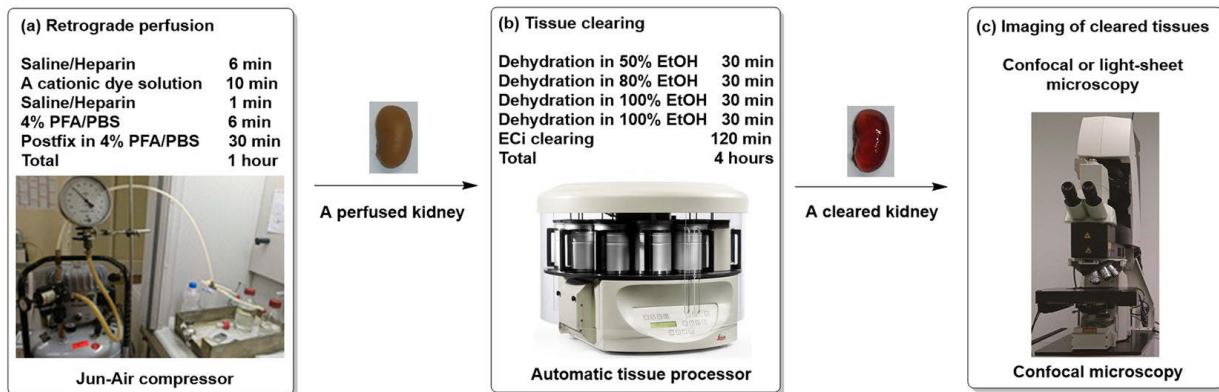 (a) Retrograde perfusion
Saline/Heparin 6 min
A cationic dye solution 10 min
Saline/Heparin 1 min
4% PFA/PBS 6 min
Postfix in 4% PFA/PBS 30 min
Total 1 hour
Jun-Air compressor
A perfused kidney
(b) Tissue clearing
Dehydration in 50% EtOH 30 min
Dehydration in 80% EtOH 30 min
Dehydration in 100% EtOH 30 min
Dehydration in 100% EtOH 30 min
ECi clearing 120 min
Total 4 hours
Leica
Automatic tissue processor
A cleared kidney
(c) Imaging of cleared tissues
Confocal or light-sheet
microscopy
Confocal microscopy